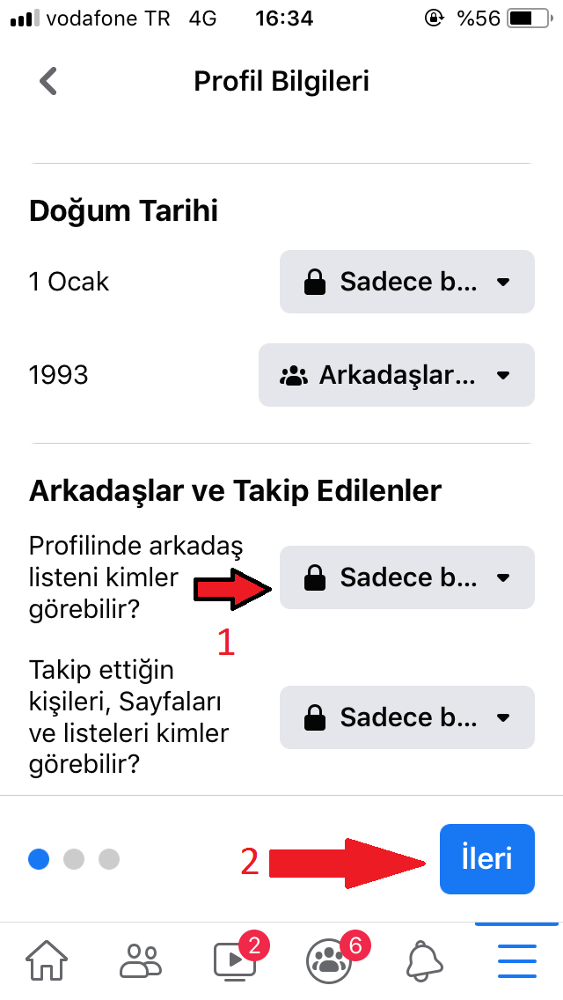 vodafone TR 4G 16:34 %56
Profil Bilgileri
Doğum Tarihi
1 Ocak Sadece b...
1993 Arkadaşlar...
Arkadaşlar ve Takip Edilenler
Profilinde arkadaş
listeni kimler Sadece b...
görebilir?
1
Takip ettiğin
kişileri, Sayfaları Sadece b...
ve listeleri kimler
görebilir?
2 İleri
2 6